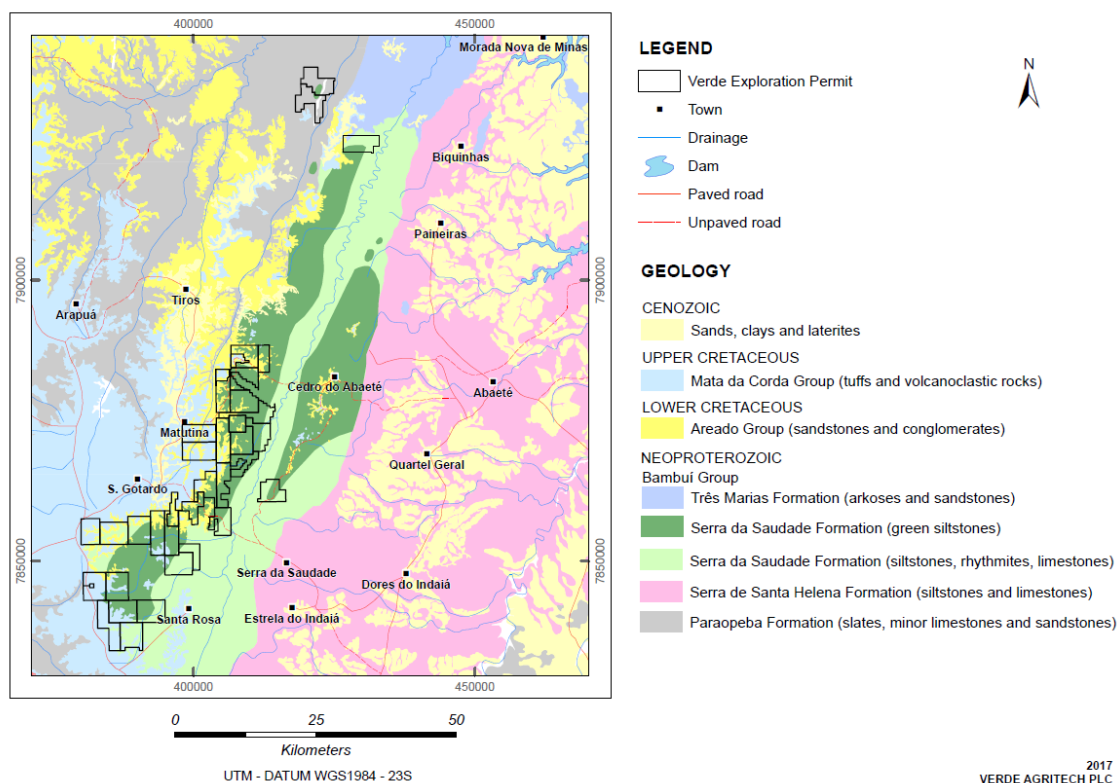 400000
450000
Morada Nova de Minas
Biquinhas
Paineiras
7900000
7900000
Tiros
Arapuá
Cedro do Abaeté
Abaeté
Matutina
Quartel Geral
S. Gotardo
7850000
7850000
Serra da Saudade
Dores do Indaiá
Santa Rosa
Estrela do Indaiá
400000
450000
0
25
50
Kilometers
UTM - DATUM WGS1984 - 23S
LEGEND
N
Verde Exploration Permit
Town
Drainage
Dam
Paved road
Unpaved road
GEOLOGY
CENOZOIC
Sands, clays and laterites
UPPER CRETACEOUS
Mata da Corda Group (tuffs and volcanoclastic rocks)
LOWER CRETACEOUS
Areado Group (sandstones and conglomerates)
NEOPROTEROZOIC
Bambuí Group
Três Marias Formation (arkoses and sandstones)
Serra da Saudade Formation (green siltstones)
Serra da Saudade Formation (siltstones, rhythmites, limestones)
Serra de Santa Helena Formation (siltstones and limestones)
Paraopeba Formation (slates, minor limestones and sandstones)
2017
VERDE AGRITECH PLC